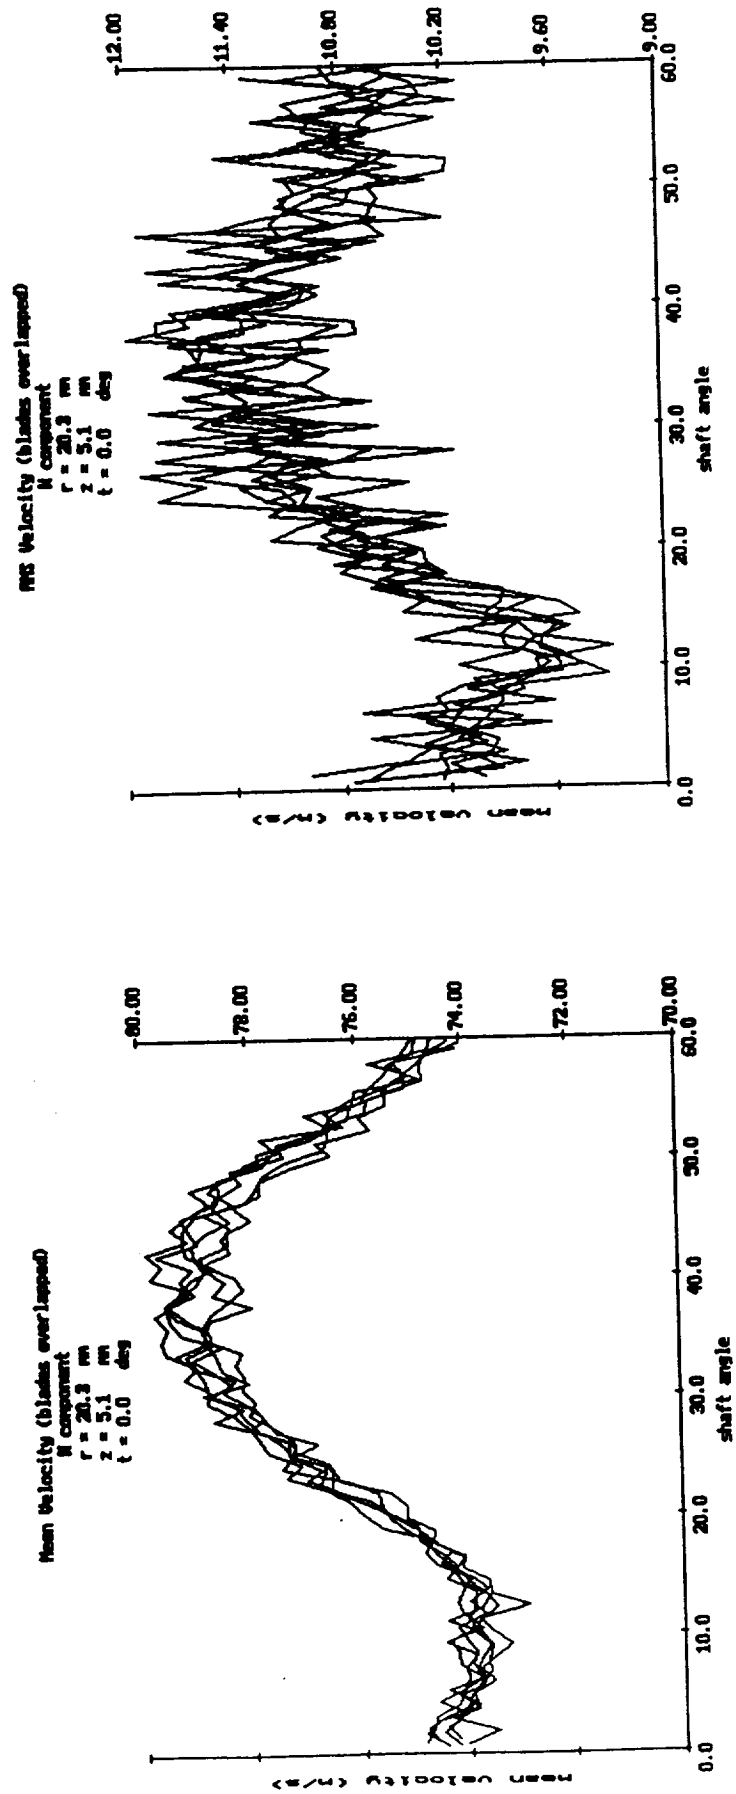 Mean Velocity (blades overlapped)
component
r = 20.3 mm
z = 5.1 mm
t = 0.0 deg
80.00
78.00
76.00
74.00
72.00
70.00
Mean Velocity (m/s)
0.0 10.0 20.0 30.0 40.0 50.0 60.0
shaft angle
RMS Velocity (blades overlapped)
component
r = 20.3 mm
z = 5.1 mm
t = 0.0 deg
12.00
11.40
10.80
10.20
9.60
9.00
Mean Velocity (m/s)
0.0 10.0 20.0 30.0 40.0 50.0 60.0
shaft angle